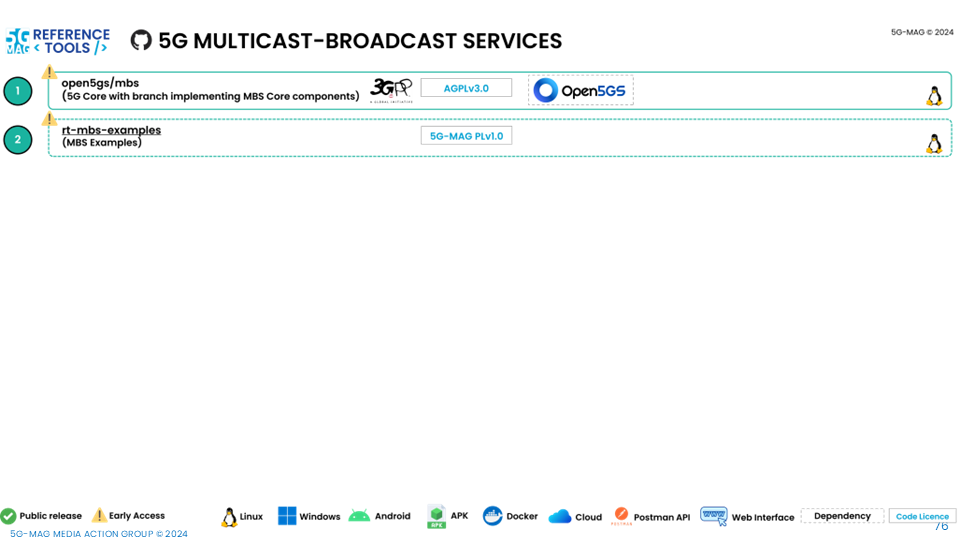 5G MAG REFERENCE
< TOOLS />
5G MULTICAST-BROADCAST SERVICES
5G-MAG © 2024
1
open5gs/mbs
(5G Core with branch implementing MBS Core components)
3GPP
A GLOBAL INITIATIVE
AGPLv3.0
Open5GS
2
rt-mbs-examples
(MBS Examples)
5G-MAG PLv1.0
Public release
Early Access
Linux
Windows
Android
APK
APK
Docker
Cloud
POSTMAN
Postman API
WWW
Web Interface
Dependency
Code Licence
5G-MAG MEDIA ACTION GROUP © 2024
76